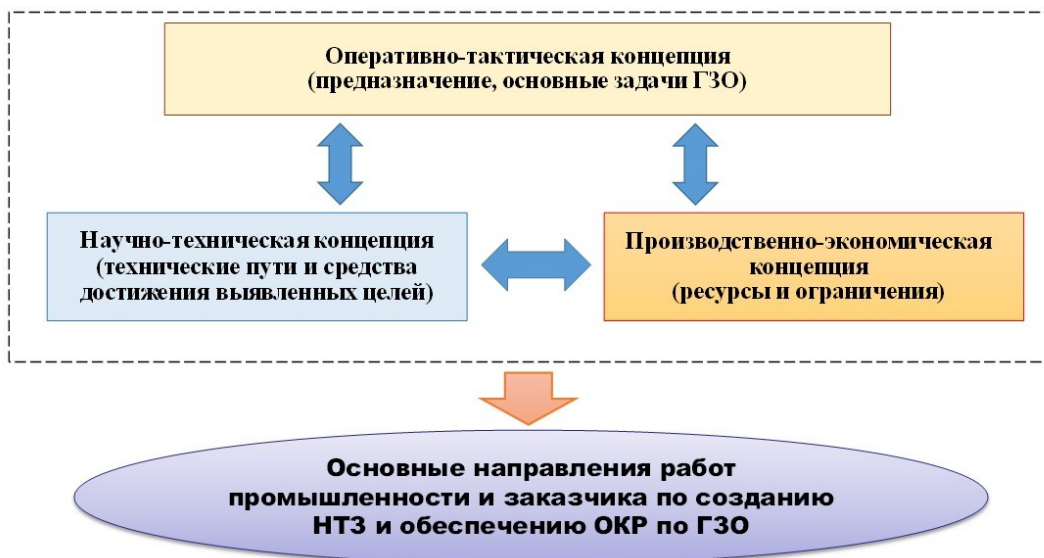 Оперативно-тактическая концепция
(предназначение, основные задачи ГЗО)
Научно-техническая концепция
(технические пути и средства
достижения выявленных целей)
Производственно-экономическая
концепция
(ресурсы и ограничения)
Основные направления работ
промышленности и заказчика по созданию
НТЗ и обеспечению ОКР по ГЗО